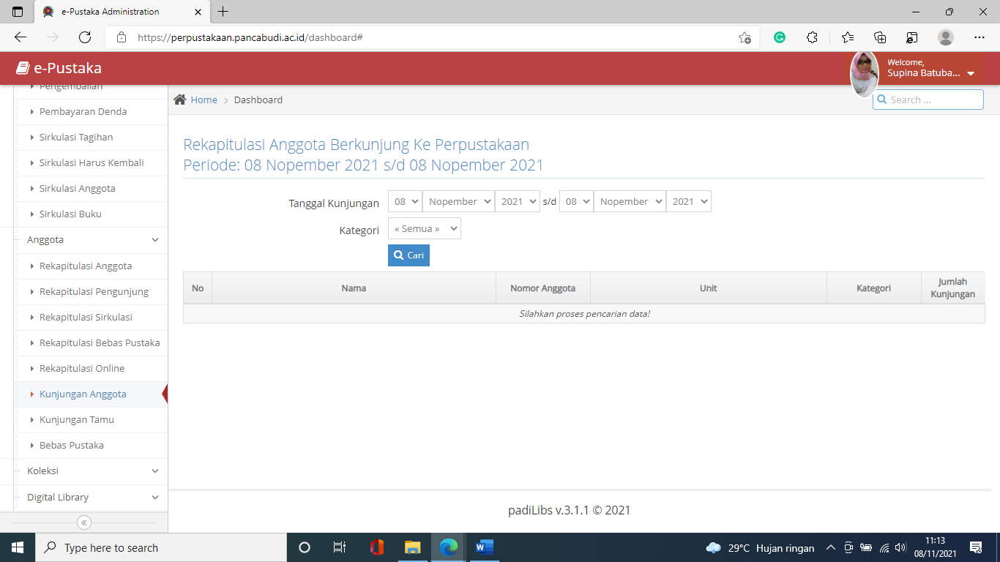 e-Pustaka Administration
https://perpustakaan.pancabudi.ac.id/dashboard#
e-Pustaka
Welcome,
Supina Batuba...
Pengembalian
Pembayaran Denda
Sirkulasi Tagihan
Sirkulasi Harus Kembali
Sirkulasi Anggota
Sirkulasi Buku
Anggota
Rekapitulasi Anggota
Rekapitulasi Pengunjung
Rekapitulasi Sirkulasi
Rekapitulasi Bebas Pustaka
Rekapitulasi Online
Kunjungan Anggota
Kunjungan Tamu
Bebas Pustaka
Koleksi
Digital Library
Home > Dashboard
Search ...
Rekapitulasi Anggota Berkunjung Ke Perpustakaan
Periode: 08 Nopember 2021 s/d 08 Nopember 2021
Tanggal Kunjungan 08 Nopember 2021 s/d 08 Nopember 2021
Kategori « Semua »
Cari
No Nama Nomor Anggota Unit Kategori Jumlah Kunjungan
Silahkan proses pencarian data!
padiLibs v.3.1.1 © 2021
Type here to search
29°C Hujan ringan
11:13
08/11/2021